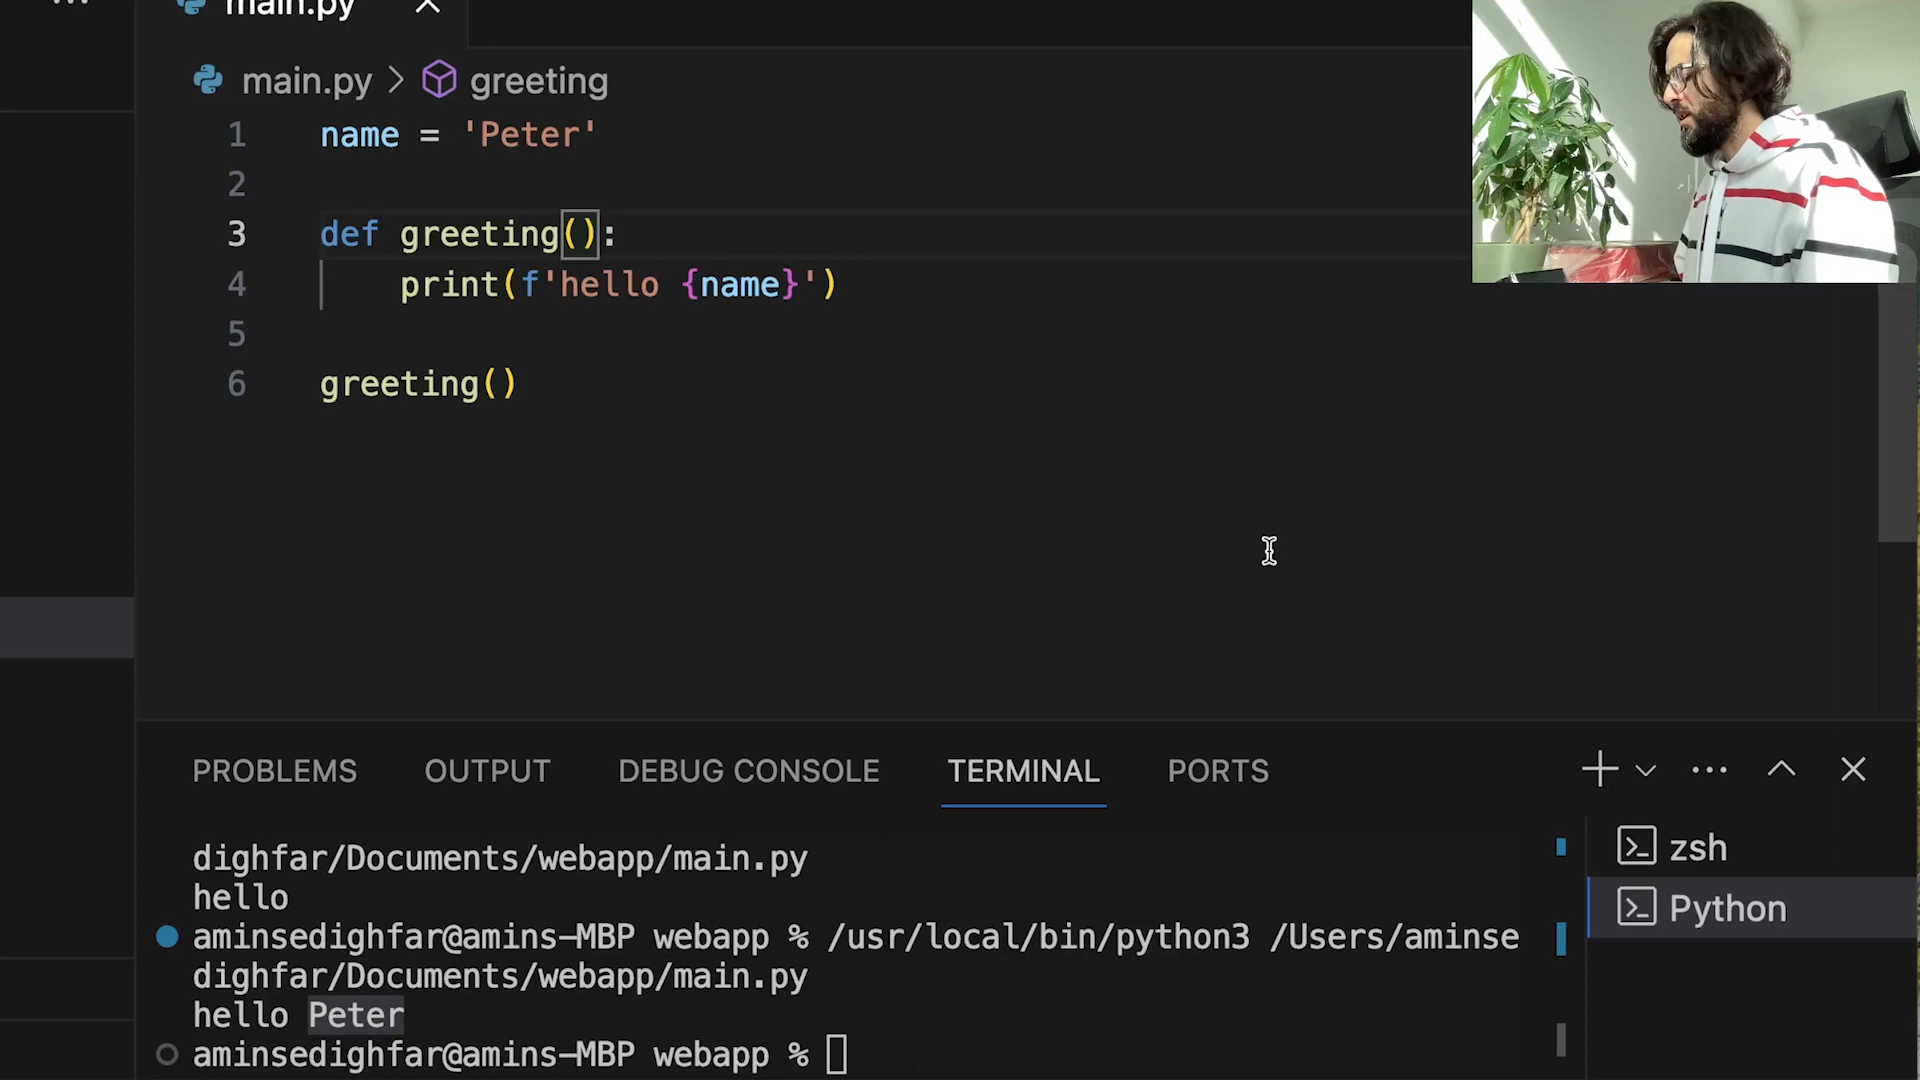 main.py
main.py > greeting
1 name = 'Peter'
2
3 def greeting():
4 print(f'hello {name}')
5
6 greeting()
PROBLEMS OUTPUT DEBUG CONSOLE TERMINAL PORTS
dighfar/Documents/webapp/main.py
hello
aminsedighfar@amins-MBP webapp % /usr/local/bin/python3 /Users/aminse
dighfar/Documents/webapp/main.py
hello Peter
aminsedighfar@amins-MBP webapp %
zsh
Python